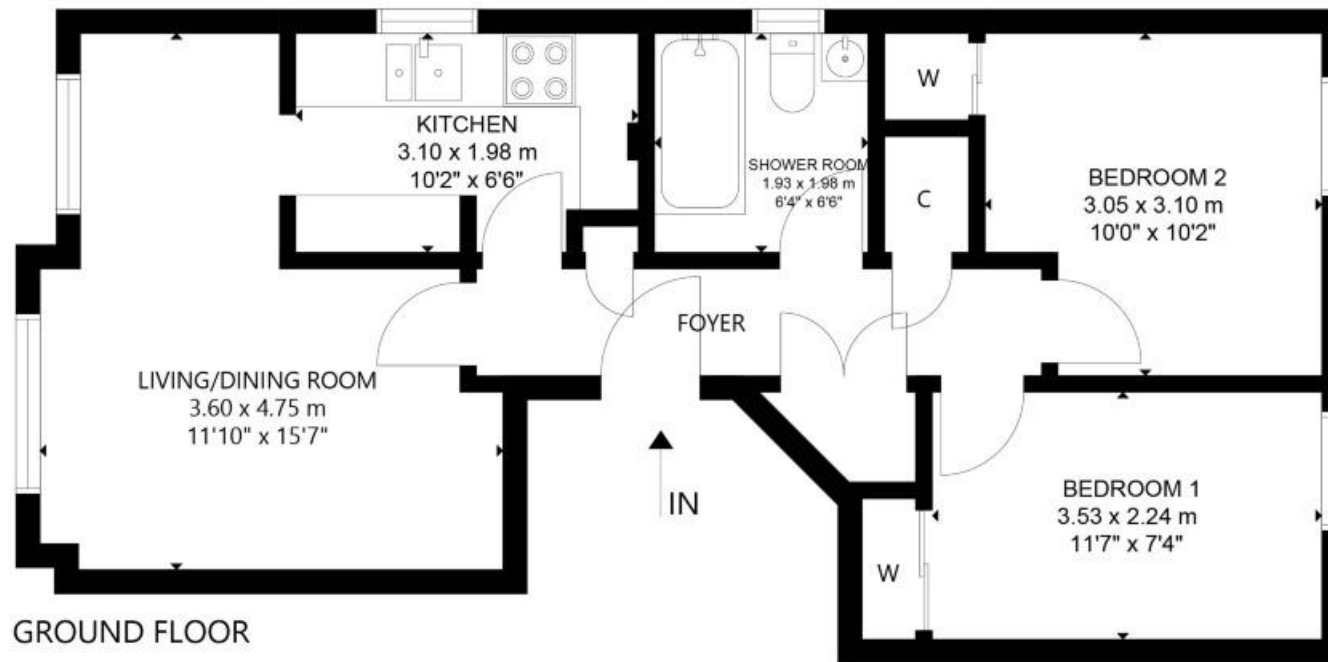 KITCHEN
3.10 x 1.98 m
10'2" x 6'6"
SHOWER ROOM
1.93 x 1.98 m
6'4" x 6'6"
W
C
BEDROOM 2
3.05 x 3.10 m
10'0" x 10'2"
FOYER
LIVING/DINING ROOM
3.60 x 4.75 m
11'10" x 15'7"
IN
BEDROOM 1
3.53 x 2.24 m
11'7" x 7'4"
W
GROUND FLOOR